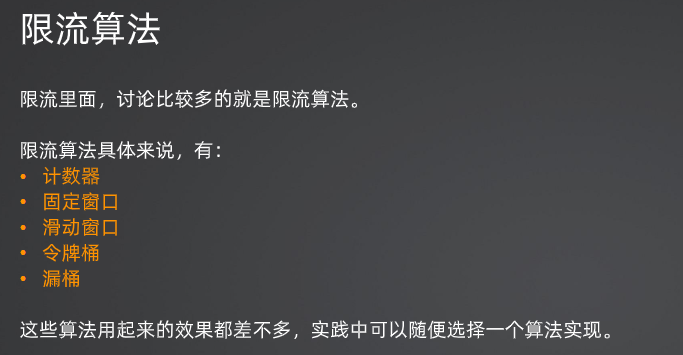 限流算法
限流里面，讨论比较多的就是限流算法。
限流算法具体来说，有：
• 计数器
• 固定窗口
• 滑动窗口
• 令牌桶
• 漏桶
这些算法用起来的效果都差不多，实践中可以随便选择一个算法实现。